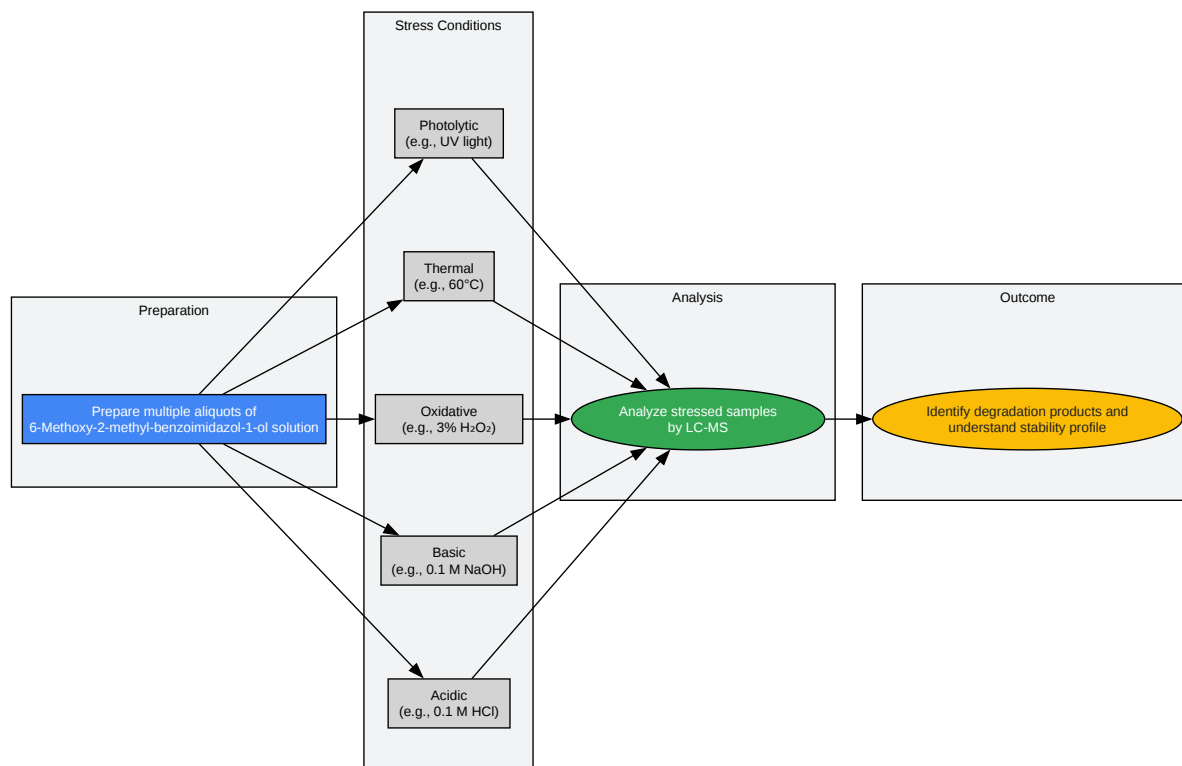 Stress Conditions
Photolytic
(e.g., UV light)
Thermal
(e.g., 60°C)
Preparation
Analysis
Outcome
Prepare multiple aliquots of
6-Methoxy-2-methyl-benzoimidazol-1-ol solution
Oxidative
(e.g., 3% H₂O₂)
Analyze stressed samples
by LC-MS
Identify degradation products and
understand stability profile
Basic
(e.g., 0.1 M NaOH)
Acidic
(e.g., 0.1 M HCl)